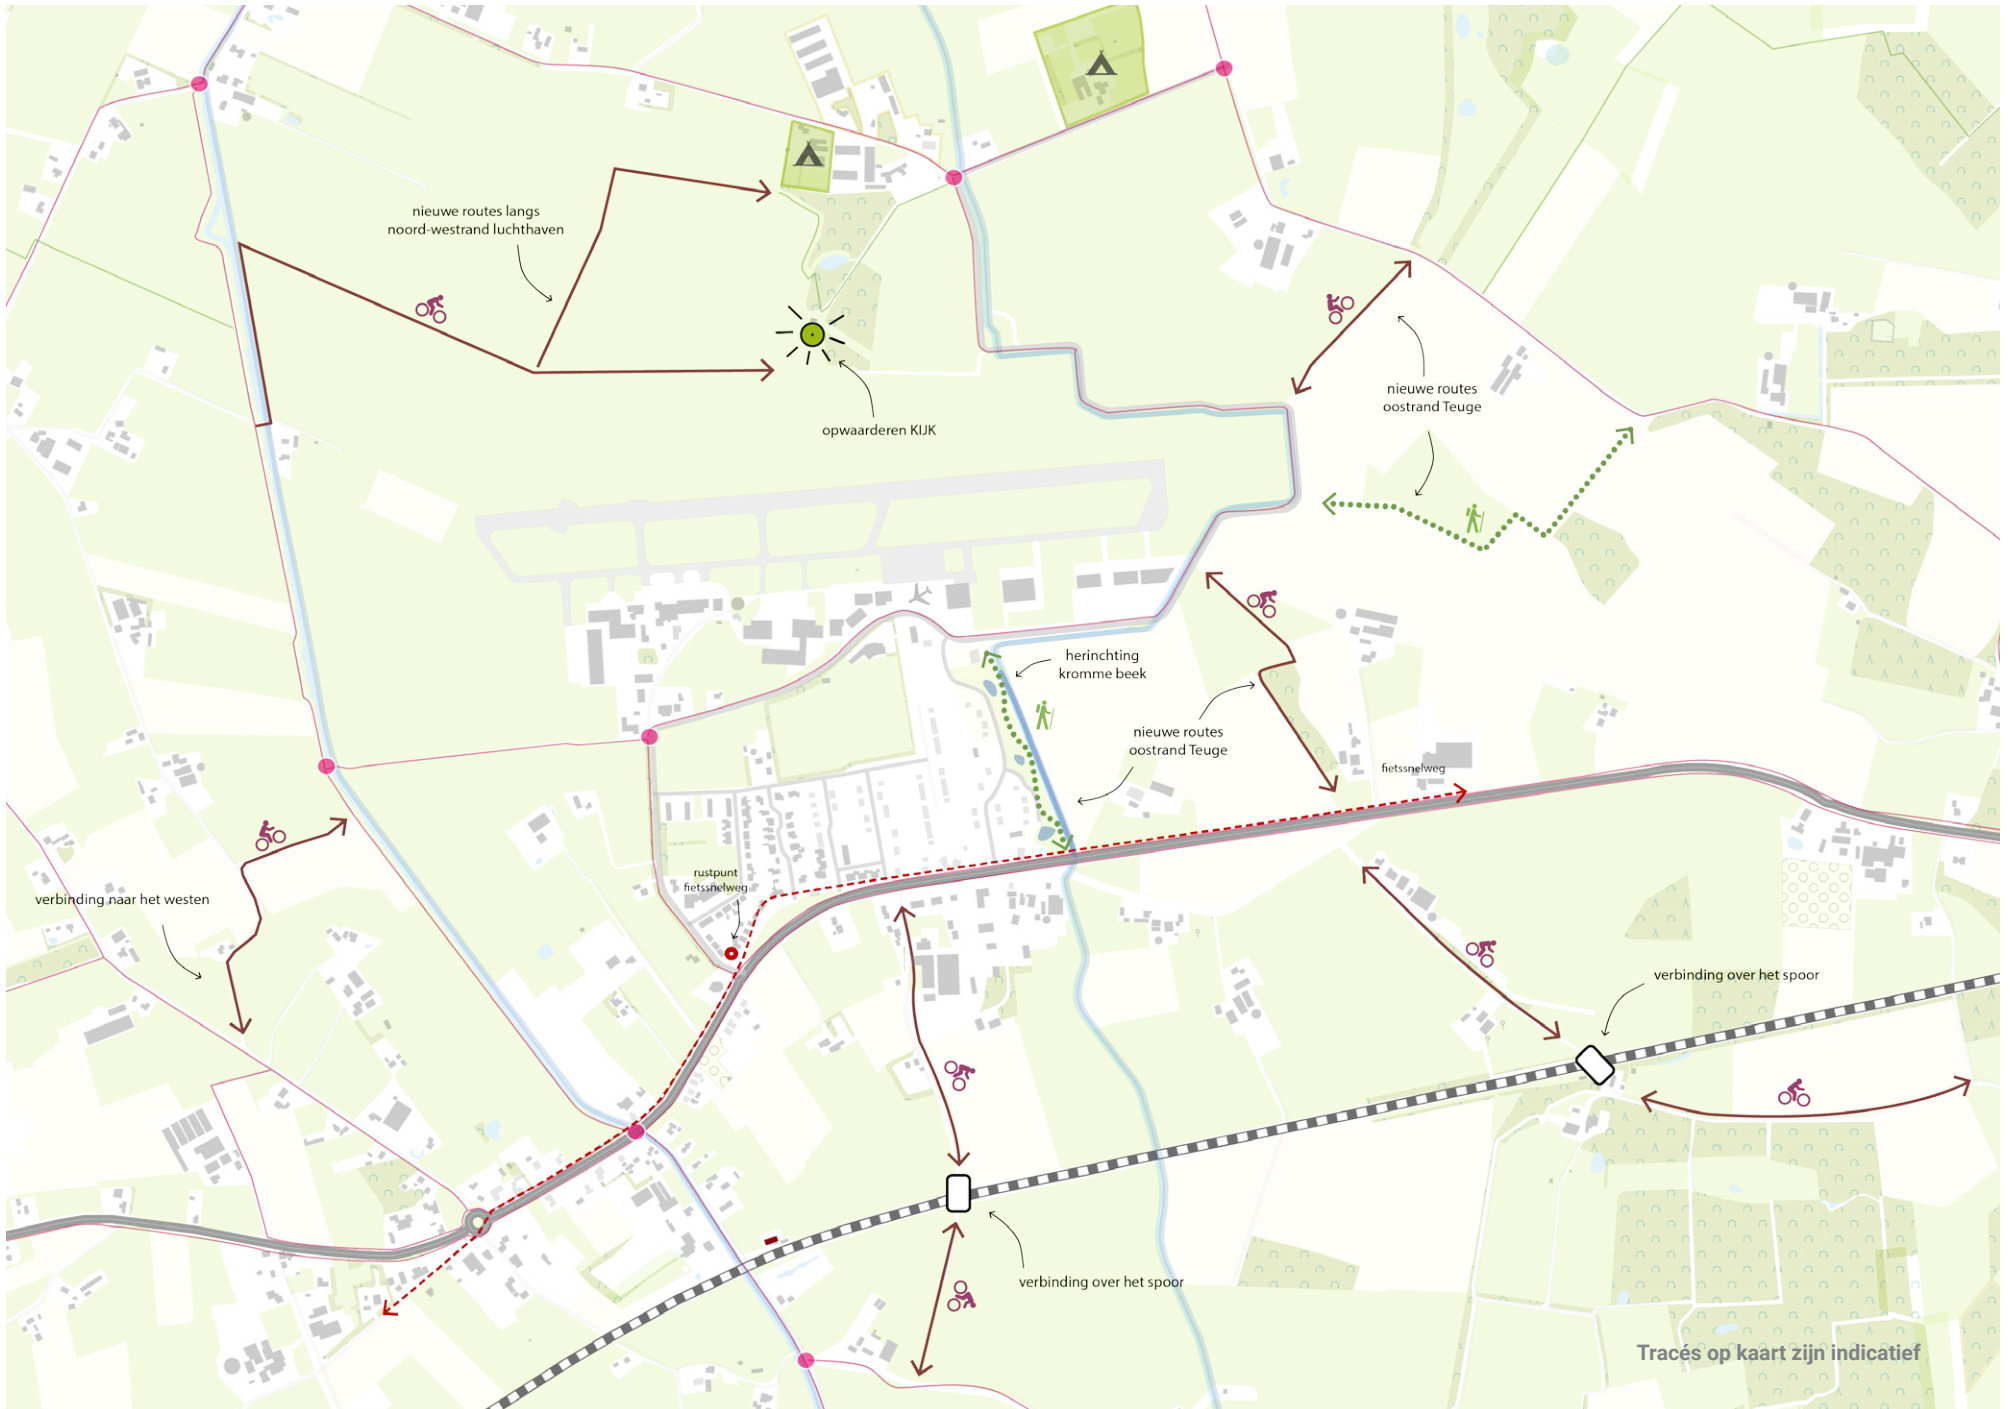 nieuwe routes langs
noord-westrand luchthaven
opwaarderen KIJK
nieuwe routes
oostrand Teuge
herinchting
kromme beek
nieuwe routes
oostrand Teuge
fietssnelweg
rustpunt
fietssnelweg
verbinding naar het westen
verbinding over het spoor
verbinding over het spoor
Tracés op kaart zijn indicatief